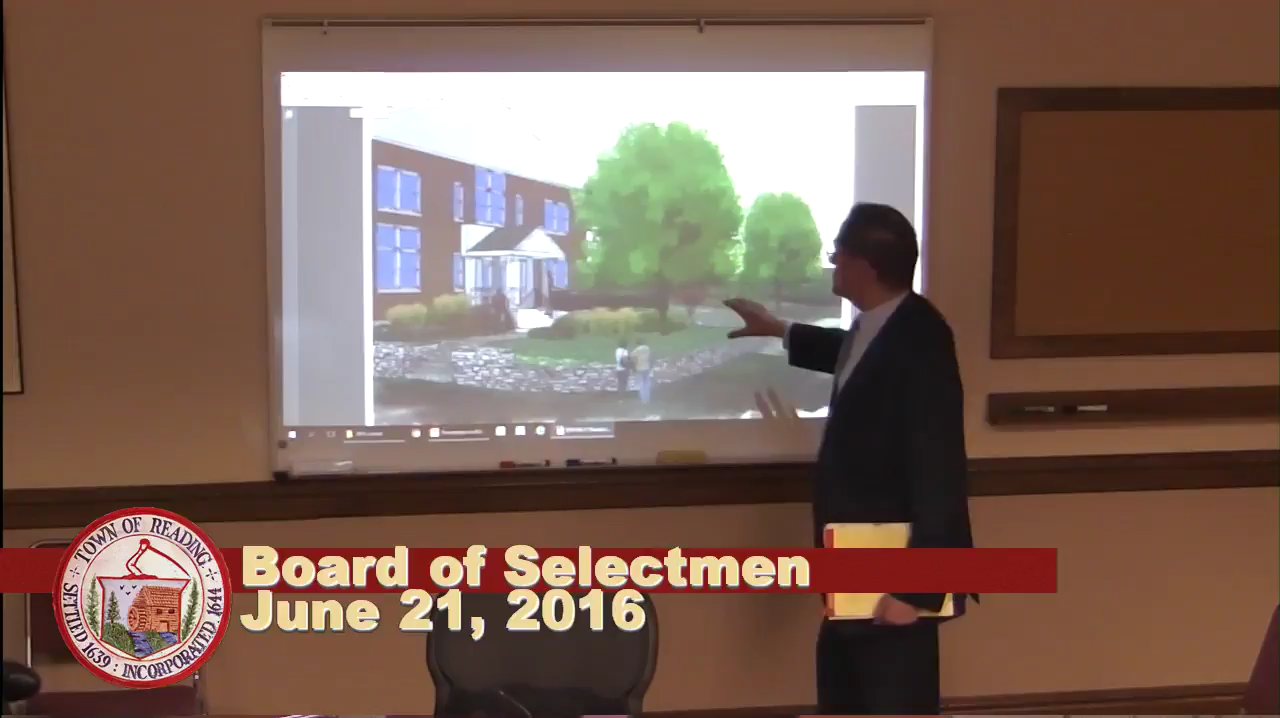 TOWN OF READING
SETTLED 1639 : INCORPORATED 1644
Board of Selectmen
June 21, 2016